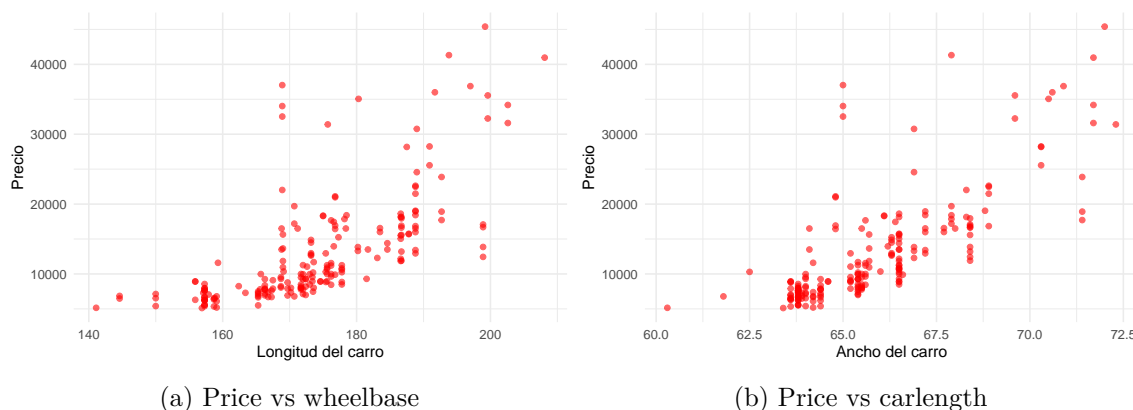 Precio
40000
30000
20000
10000
140 160 180 200
Longitud del carro
(a) Price vs wheelbase
Precio
40000
30000
20000
10000
60.0 62.5 65.0 67.5 70.0 72.5
Ancho del carro
(b) Price vs carlength